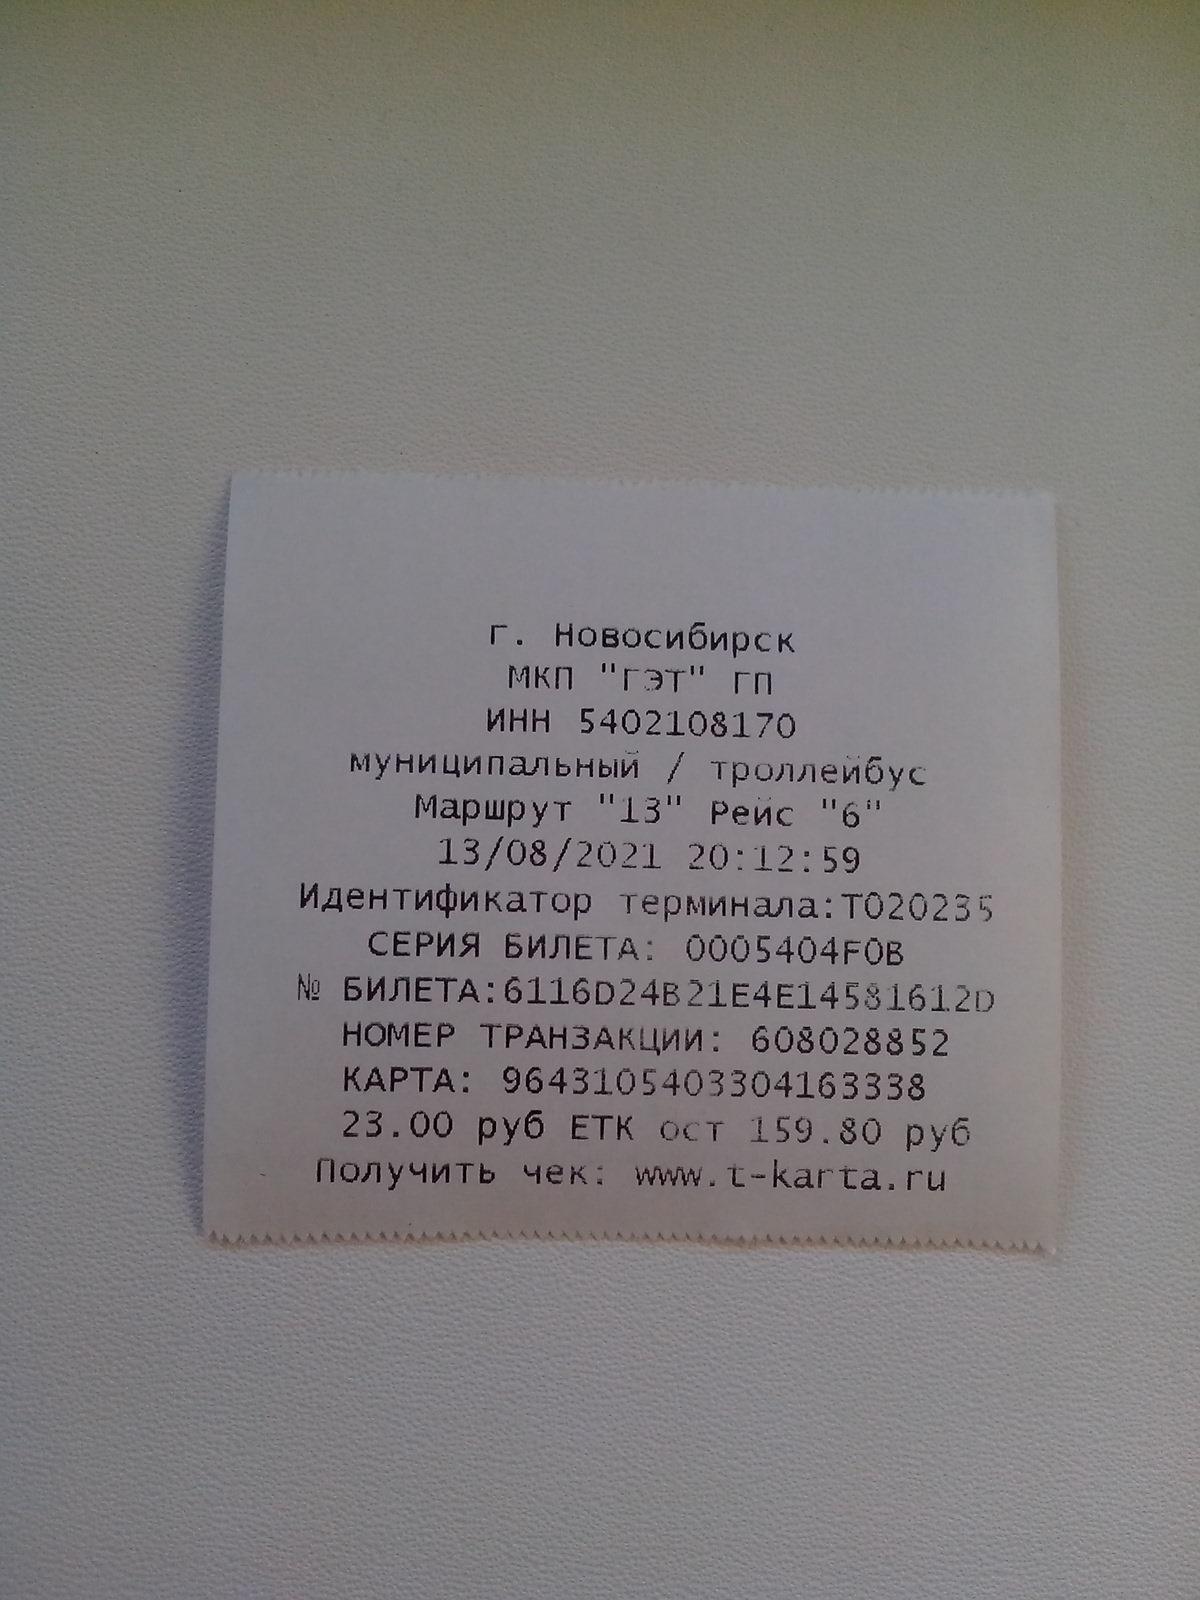 г. Новосибирск
МКП "ГЭТ" ГП
ИНН 5402108170
муниципальный / троллейбус
Маршрут "13" Рейс "6"
13/08/2021 20:12:59
Идентификатор терминала:Т020235
СЕРИЯ БИЛЕТА: 0005404F0B
№ БИЛЕТА:6116D24B21E4E14581612D
НОМЕР ТРАНЗАКЦИИ: 608028852
КАРТА: 9643105403304163338
23.00 руб ЕТК ост 159.80 руб
Получить чек: www.t-karta.ru